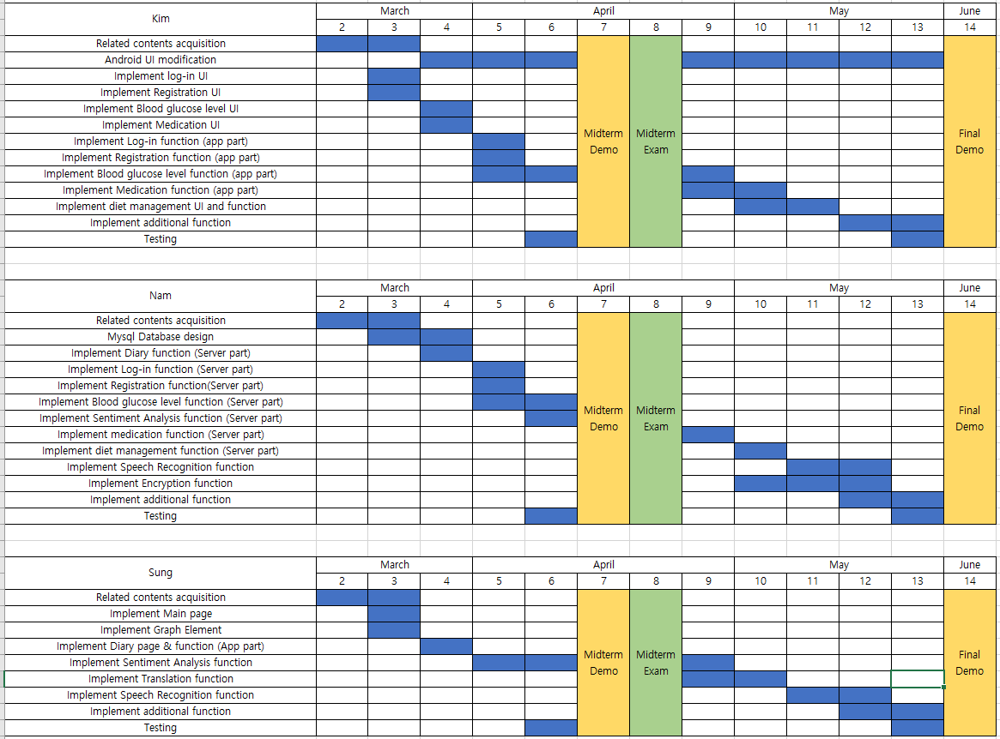 Kim March April May June
2 3 4 5 6 7 8 9 10 11 12 13 14
Related contents acquisition
Android UI modification
Implement log-in UI
Implement Registration UI
Implement Blood glucose level UI
Implement Medication UI
Implement Log-in function (app part)
Implement Registration function (app part)
Implement Blood glucose level function (app part)
Implement Medication function (app part)
Implement diet management UI and function
Implement additional function
Testing
Midterm
Demo
Midterm
Exam
Final
Demo
Nam March April May June
2 3 4 5 6 7 8 9 10 11 12 13 14
Related contents acquisition
Mysql Database design
Implement Diary function (Server part)
Implement Log-in function (Server part)
Implement Registration function(Server part)
Implement Blood glucose level function (Server part)
Implement Sentiment Analysis function (Server part)
Implement medication function (Server part)
Implement diet management function (Server part)
Implement Speech Recognition function
Implement Encryption function
Implement additional function
Testing
Midterm
Demo
Midterm
Exam
Final
Demo
Sung March April May June
2 3 4 5 6 7 8 9 10 11 12 13 14
Related contents acquisition
Implement Main page
Implement Graph Element
Implement Diary page & function (App part)
Implement Sentiment Analysis function
Implement Translation function
Implement Speech Recognition function
Implement additional function
Testing
Midterm
Demo
Midterm
Exam
Final
Demo